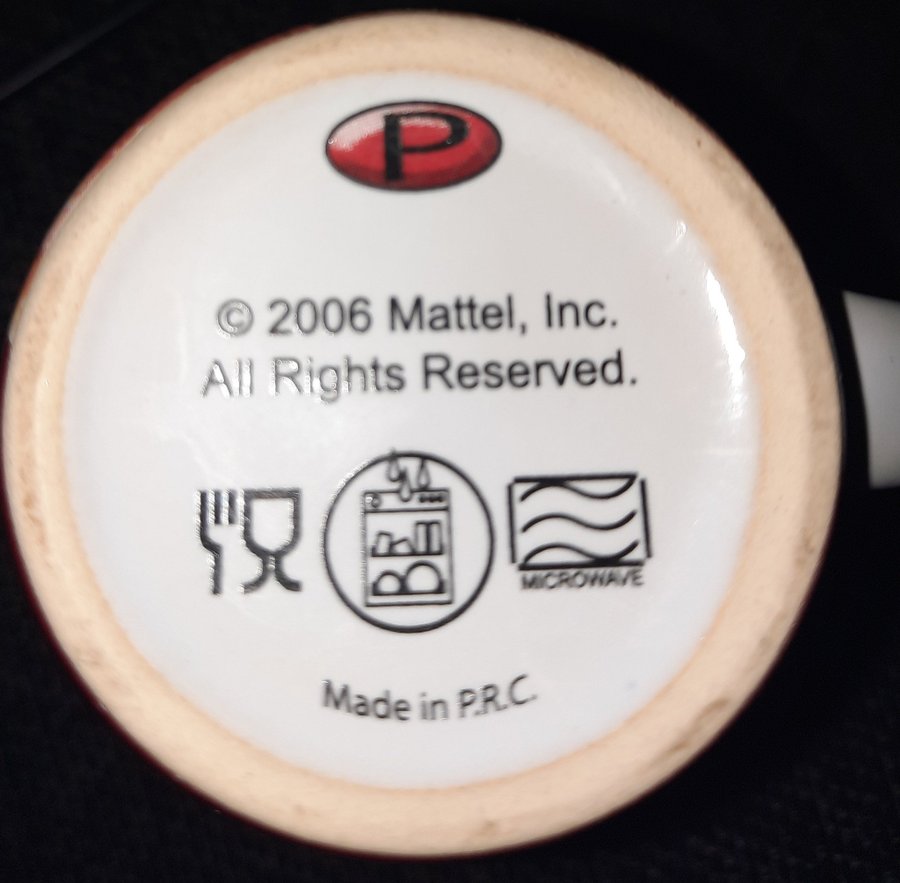 P
© 2006 Mattel, Inc.
All Rights Reserved.
MICROWAVE
Made in P.R.C.